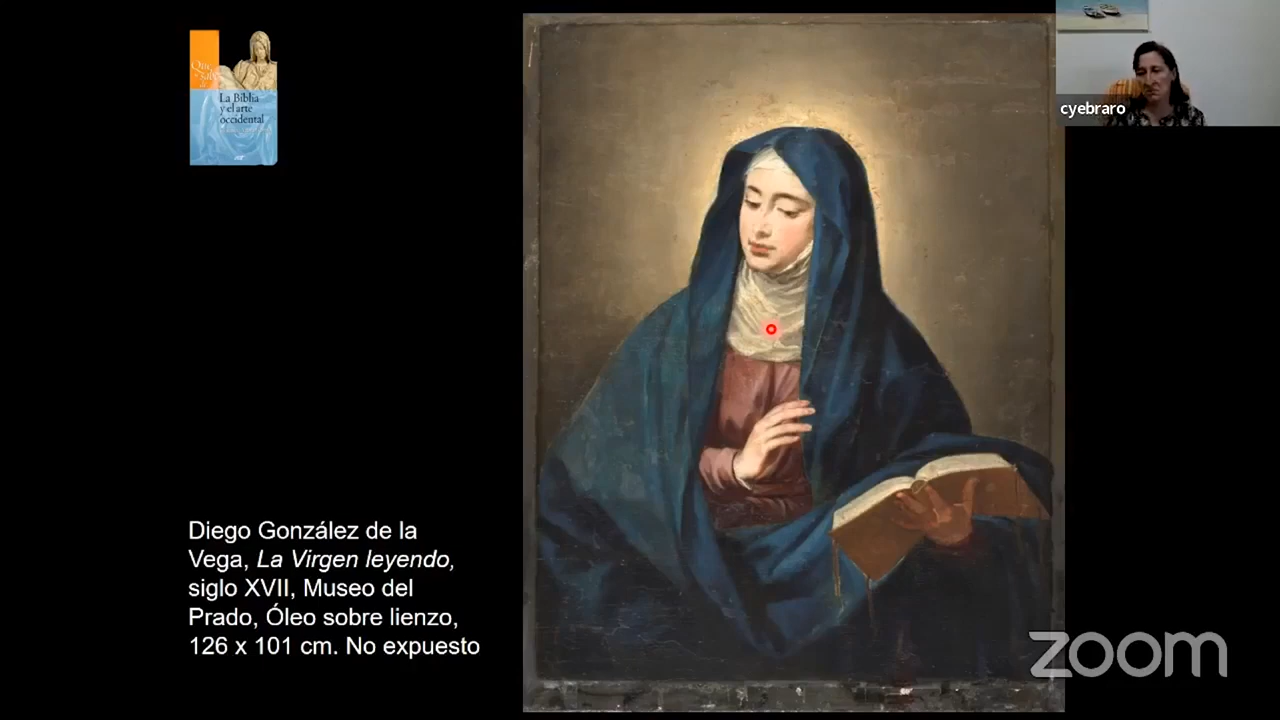 Qué
La Biblia
y el arte
occidental
cyebraro
Diego González de la
Vega, La Virgen leyendo,
siglo XVII, Museo del
Prado, Óleo sobre lienzo,
126 x 101 cm. No expuesto
zoom